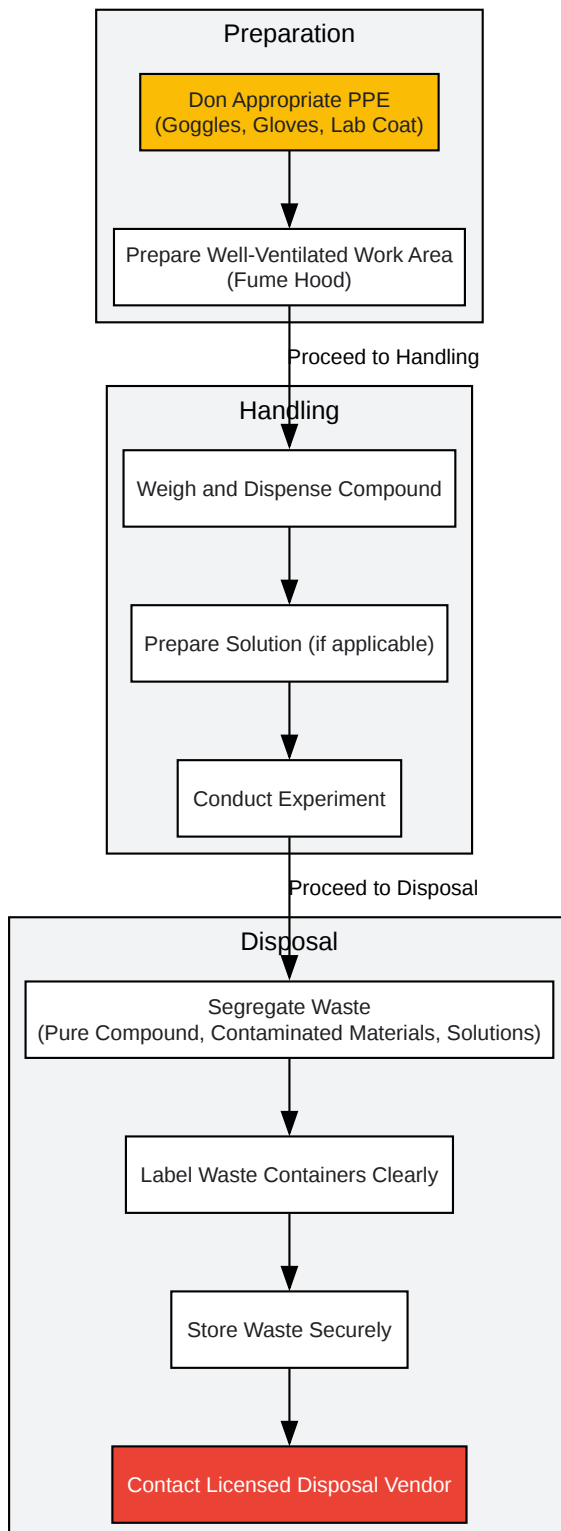 Preparation
Don Appropriate PPE
(Goggles, Gloves, Lab Coat)
Prepare Well-Ventilated Work Area
(Fume Hood)
Proceed to Handling
Handling
Weigh and Dispense Compound
Prepare Solution (if applicable)
Conduct Experiment
Proceed to Disposal
Disposal
Segregate Waste
(Pure Compound, Contaminated Materials, Solutions)
Label Waste Containers Clearly
Store Waste Securely
Contact Licensed Disposal Vendor